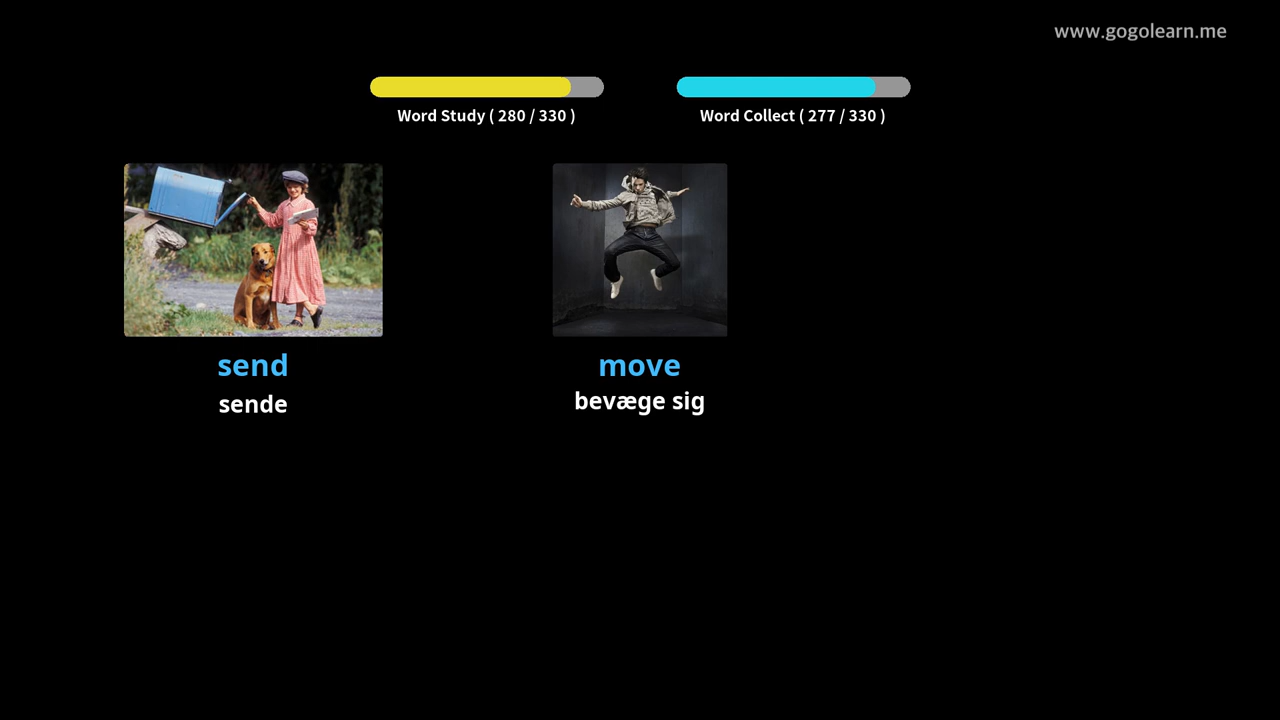 www.gogolearn.me
Word Study ( 280 / 330 )
Word Collect ( 277 / 330 )
send
move
sende
bevæge sig